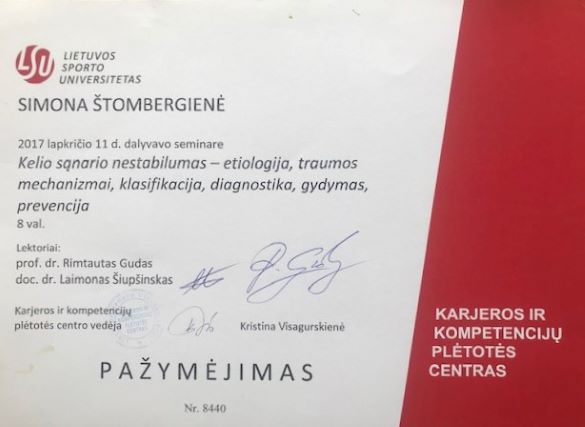 LSU
LIETUVOS
SPORTO
UNIVERSITETAS
SIMONA ŠTOMBERGIENĖ
2017 lapkričio 11 d. dalyvavo seminare
Kelio sąnario nestabilumas – etiologija, traumos
mechanizmai, klasifikacija, diagnostika, gydymas,
prevencija
8 val.
Lektoriai:
prof. dr. Rimtautas Gudas
doc. dr. Laimonas Šiupšinskas
Karjeros ir kompetencijų
plėtotės centro vedėja
Kristina Visagurskienė
PAŽYMĖJIMAS
Nr. 8440
KARJEROS IR
KOMPETENCIJŲ
PLĖTOTĖS
CENTRAS